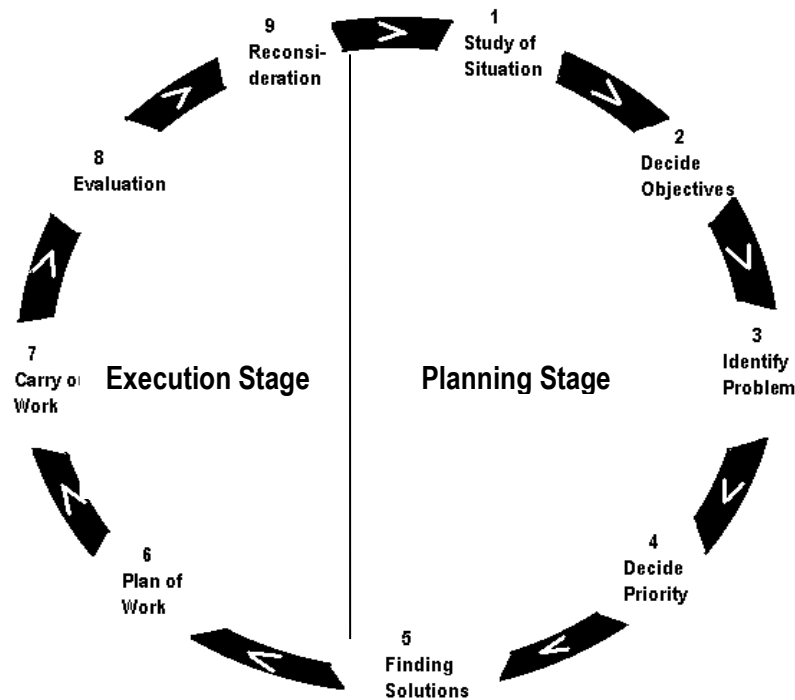 1
Study of
Situation
2
Decide
Objectives
3
Identify
Problem
4
Decide
Priority
5
Finding
Solutions
6
Plan of
Work
7
Carry
Work
8
Evaluation
9
Reconsi-
deration
Execution Stage
Planning Stage